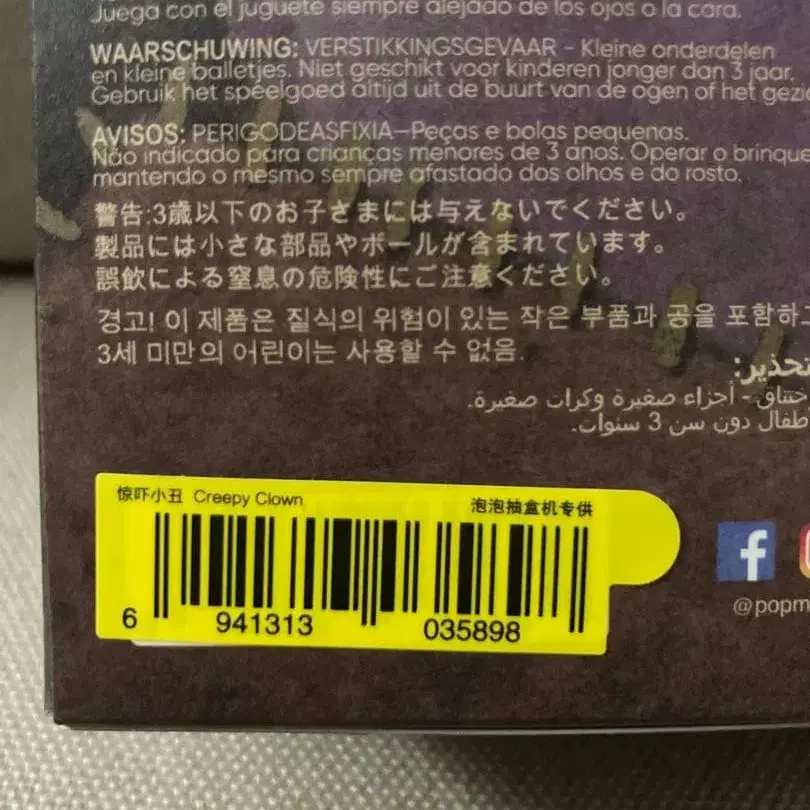 Juega con el juguete siempre alejado de los ojos o la cara.
WAARSCHUWING: VERSTIKKINGSGEVAAR - Kleine onderdelen
en kleine balletjes. Niet geschikt voor kinderen jonger dan 3 jaar.
Gebruik het speelgoed altijd uit de buurt van de ogen of het gezi
AVISOS: PERIGODEASFIXIA—Peças e bolas pequenas.
Não indicado para crianças menores de 3 anos. Operar o brinque
mantendo o mesmo sempre afastado dos olhos e do rosto.
警告:3歳以下のお子さまには与えないでください。
製品には小さな部品やボールが含まれています。
誤飲による窒息の危険性にご注意ください。
경고! 이 제품은 질식의 위험이 있는 작은 부품과 공을 포함하고
3세 미만의 어린이는 사용할 수 없음.
تحذير:
ختناق - أجزاء صغيرة وكرات صغيرة.
طفال دون سن 3 سنوات.
惊吓小丑 Creepy Clown
泡泡抽盒机专供
6 941313 035898
@popm